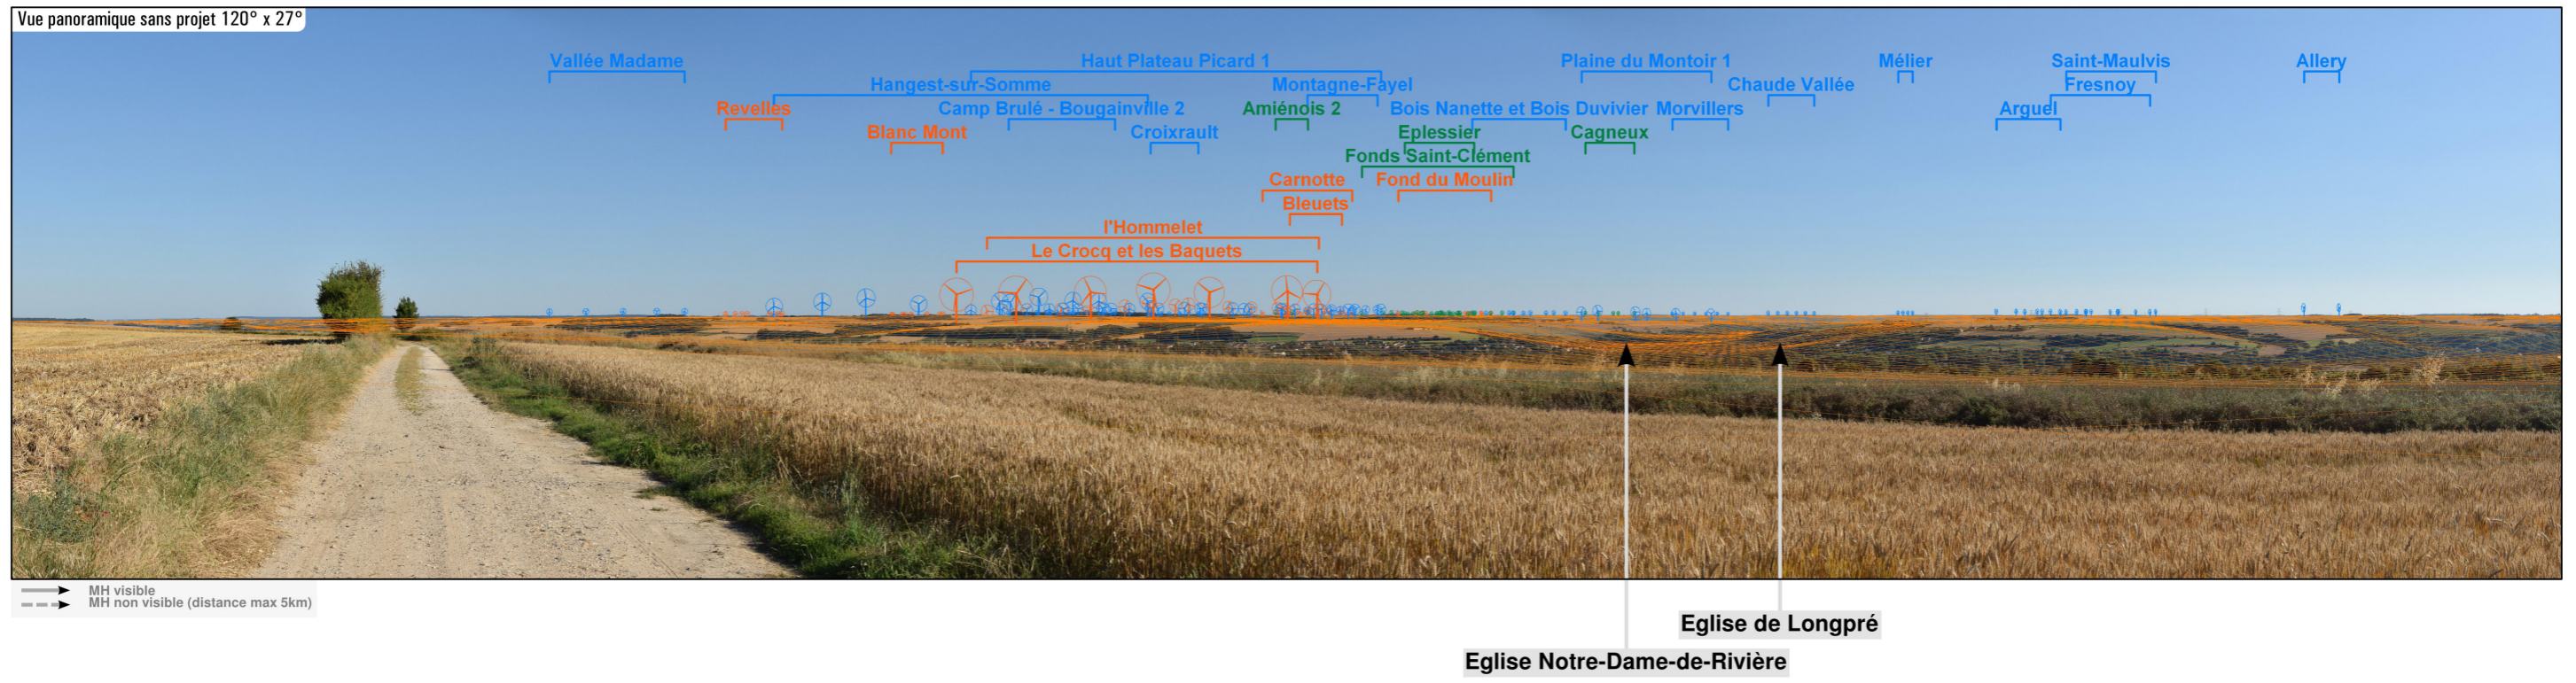 Vue panoramique sans projet 120° x 27°
Vallée Madame
Haut Plateau Picard 1
Plaine du Montoir 1
Mélier
Saint-Maulvis
Allery
Hangest-sur-Somme
Montagne-Fayel
Chaude Vallée
Fresnoy
Revelles
Camp Brulé - Bougainville 2
Amiénois 2
Bois Nanette et Bois Duvivier
Morvillers
Arguel
Blanc Mont
Croixrault
Eplessier
Cagneux
Fonds Saint-Clément
Carnotte
Fond du Moulin
Bleuets
l'Hommelet
Le Crocq et les Baquets
MH visible
MH non visible (distance max 5km)
Eglise de Longpré
Eglise Notre-Dame-de-Rivière